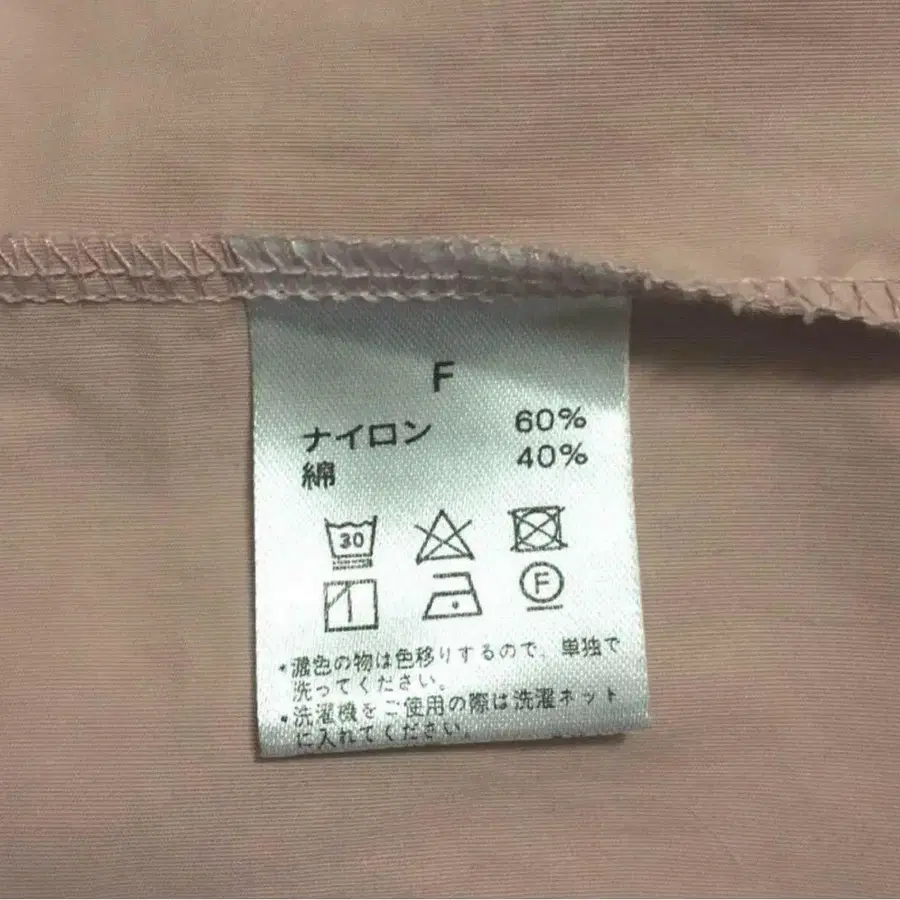 F
ナイロン 60%
綿 40%
30
F
*濃色の物は色移りするので、単独で
洗ってください。
*洗濯機をご使用の際は洗濯ネット
に入れてください。